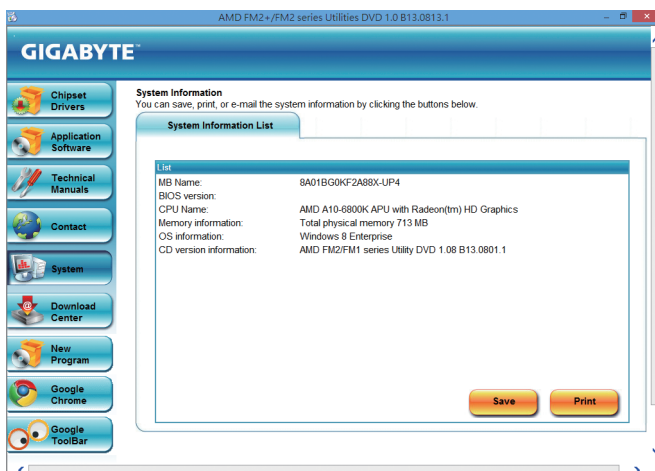 AMD FM2+/FM2 series Utilities DVD 1.0 B13.0813.1
GIGABYTE™
Chipset
Drivers
Application
Software
Technical
Manuals
Contact
System
Download
Center
New
Program
Google
Chrome
Google
ToolBar
System Information
You can save, print, or e-mail the system information by clicking the buttons below.
System Information List
List
MB Name: 8A01BG0KF2A88X-UP4
BIOS version:
CPU Name: AMD A10-6800K APU with Radeon(tm) HD Graphics
Memory information: Total physical memory 713 MB
OS information: Windows 8 Enterprise
CD version information: AMD FM2/FM1 series Utility DVD 1.08 B13.0801.1
Save Print